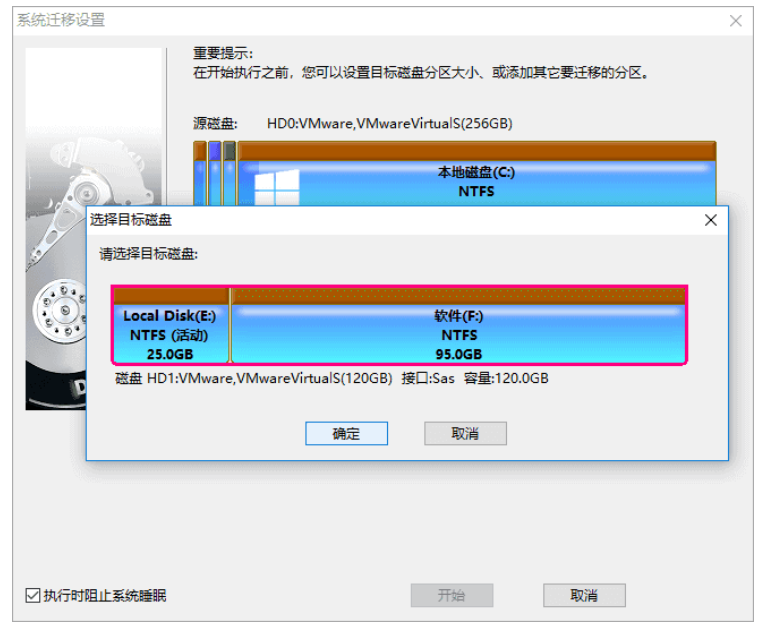 系统迁移设置
重要提示:
在开始执行之前，您可以设置目标磁盘分区大小、或添加其它要迁移的分区。
源磁盘: HD0:VMware,VMwareVirtualS(256GB)
本地磁盘(C:)
NTFS
选择目标磁盘
请选择目标磁盘:
Local Disk(E:) 软件(F:)
NTFS (活动) NTFS
25.0GB 95.0GB
磁盘 HD1:VMware,VMwareVirtualS(120GB) 接口:Sas 容量:120.0GB
确定 取消
D
执行时阻止系统睡眠 开始 取消